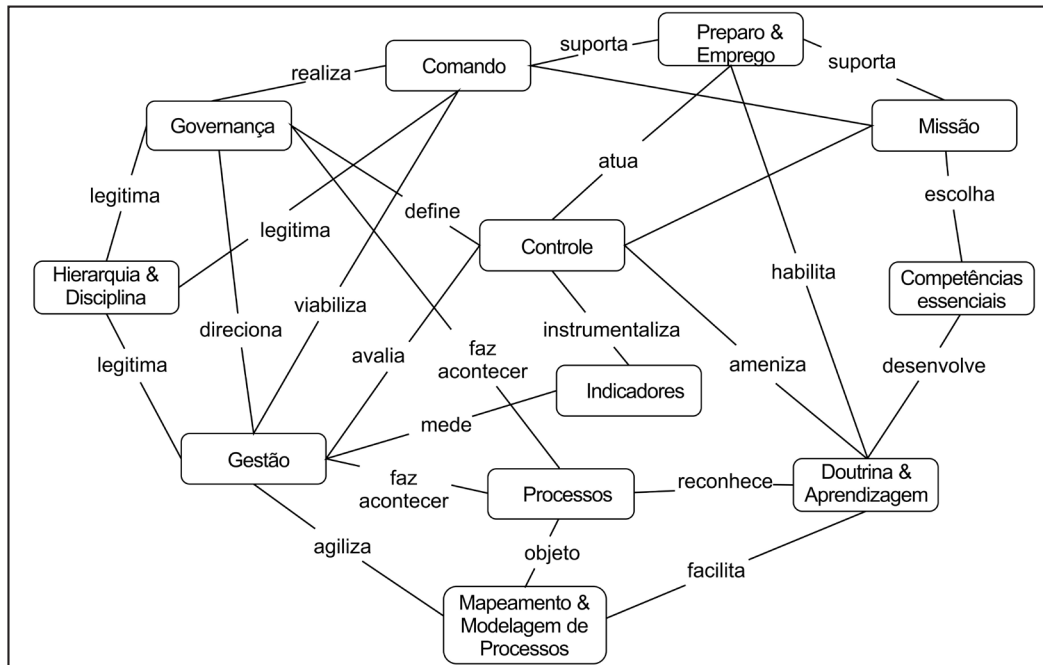 Preparo &
Emprego
suporta
Comando
suporta
realiza
Governança
Missão
atua
legitima
escolha
define
legitima
Controle
Hierarquia &
Disciplina
habilita
Competências
essenciais
viabiliza
direciona
instrumentaliza
avalia
faz
acontecer
legitima
ameniza
desenvolve
Indicadores
mede
Gestão
Doutrina &
Aprendizagem
faz
acontecer
Processos
reconhece
agiliza
objeto
facilita
Mapeamento &
Modelagem de
Processos